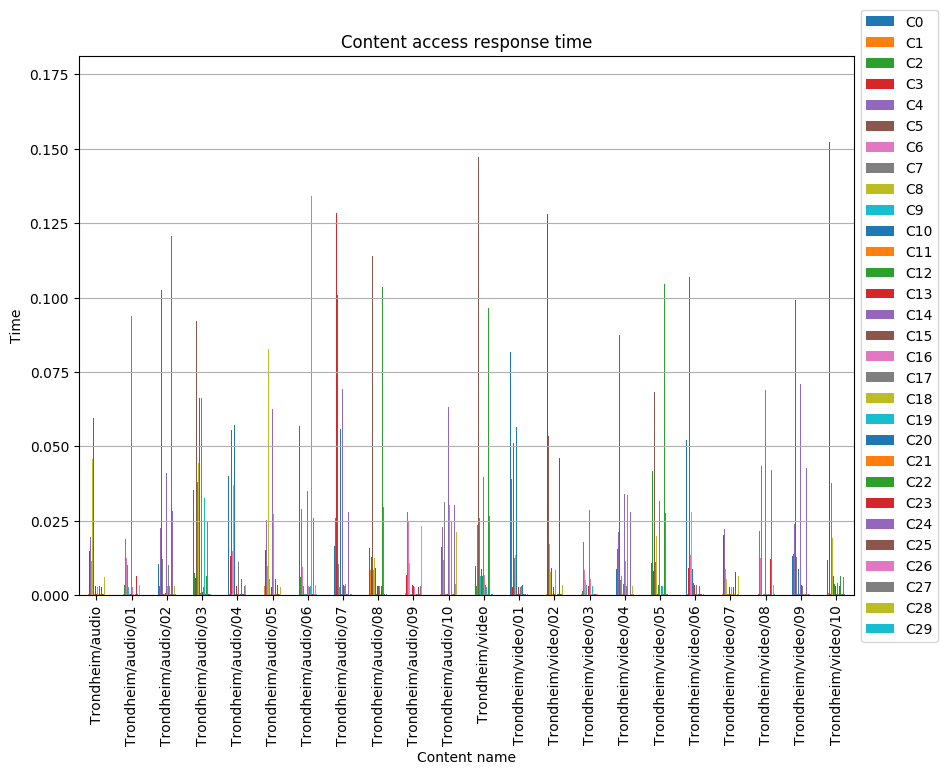 Content access response time
Time
0.175
0.150
0.125
0.100
0.075
0.050
0.025
0.000
Trondheim/audio
Trondheim/audio/01
Trondheim/audio/02
Trondheim/audio/03
Trondheim/audio/04
Trondheim/audio/05
Trondheim/audio/06
Trondheim/audio/07
Trondheim/audio/08
Trondheim/audio/09
Trondheim/audio/10
Trondheim/video
Trondheim/video/01
Trondheim/video/02
Trondheim/video/03
Trondheim/video/04
Trondheim/video/05
Trondheim/video/06
Trondheim/video/07
Trondheim/video/08
Trondheim/video/09
Trondheim/video/10
Content name
C0
C1
C2
C3
C4
C5
C6
C7
C8
C9
C10
C11
C12
C13
C14
C15
C16
C17
C18
C19
C20
C21
C22
C23
C24
C25
C26
C27
C28
C29